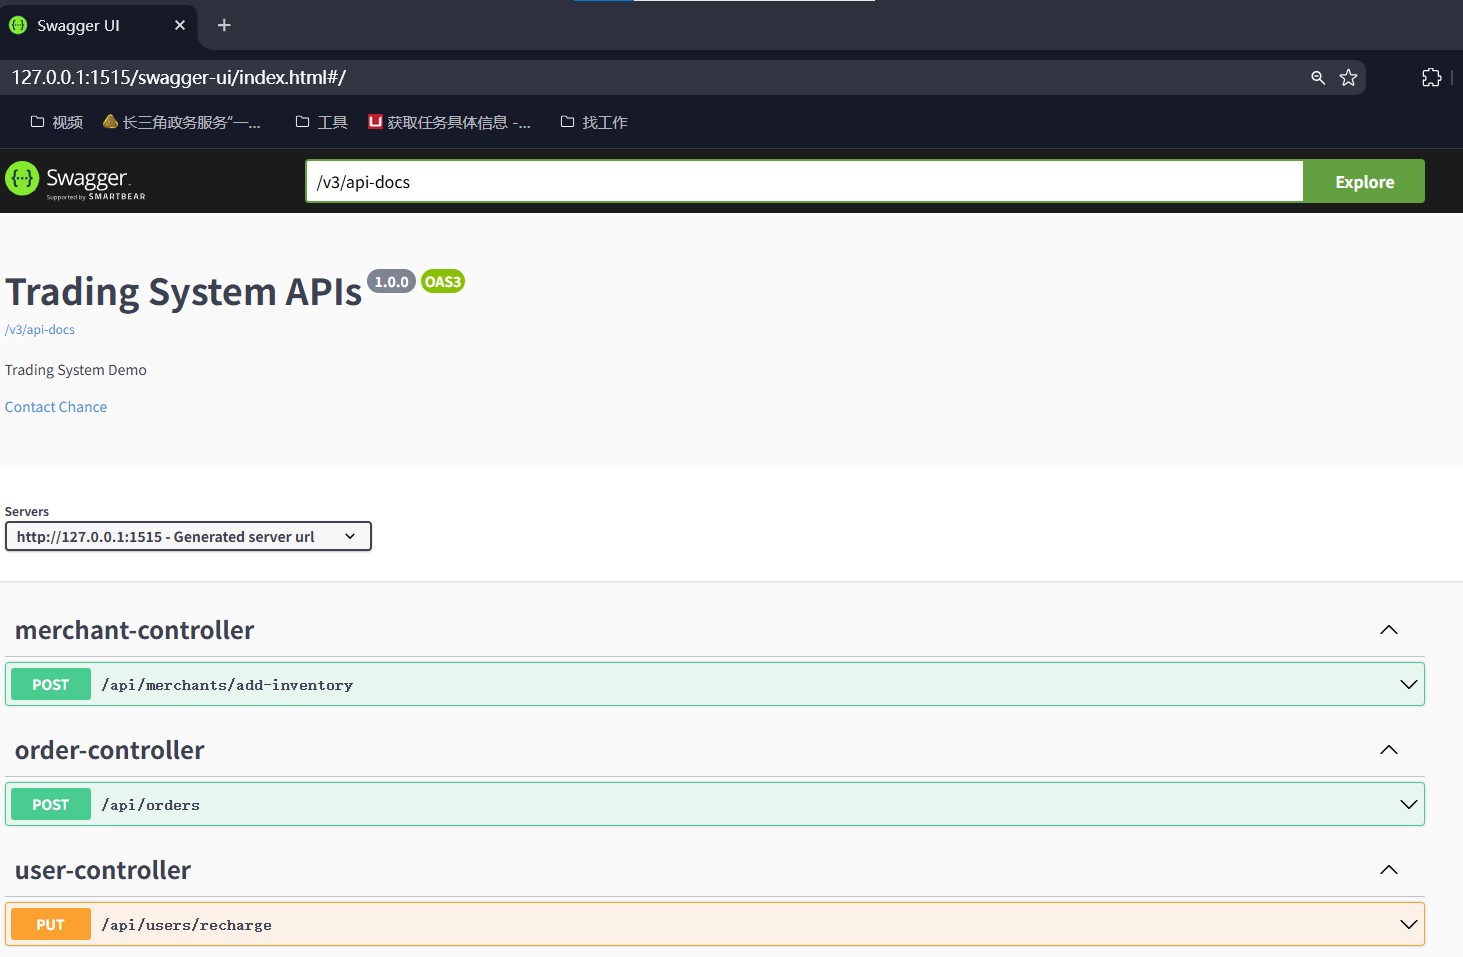 Swagger UI
127.0.0.1:1515/swagger-ui/index.html#/
视频 长三角政务服务“一... 工具 获取任务具体信息 -... 找工作
Swagger
Supported by SMARTBEAR
/v3/api-docs Explore
Trading System APIs 1.0.0 OAS3
/v3/api-docs
Trading System Demo
Contact Chance
Servers
http://127.0.0.1:1515 - Generated server url
merchant-controller
POST /api/merchants/add-inventory
order-controller
POST /api/orders
user-controller
PUT /api/users/recharge